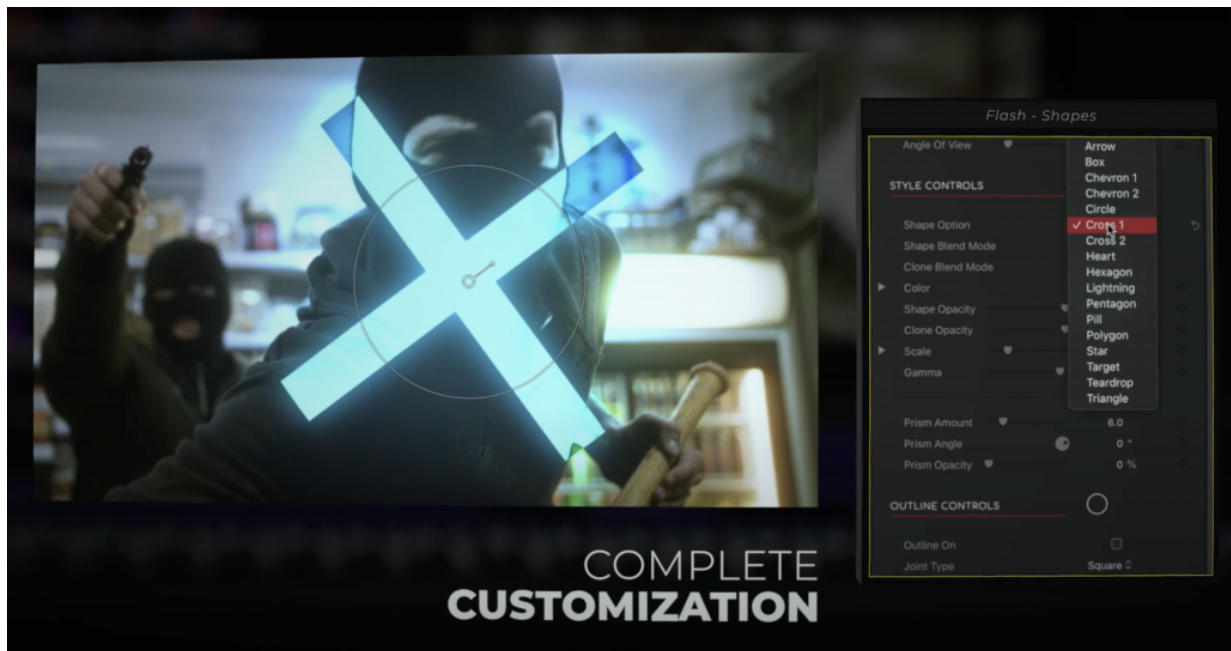 Flash - Shapes
Angle Of View
Arrow
Box
Chevron 1
STYLE CONTROLS
Chevron 2
Circle
Shape Option
✓ Cross 1
Shape Blend Mode
Cross 2
Heart
Clone Blend Mode
Hexagon
Color
Lightning
Shape Opacity
Pentagon
Pill
Clone Opacity
Polygon
Scale
Star
Gamma
Target
Teardrop
Triangle
Prism Amount 6.0
Prism Angle 0 °
Prism Opacity 0 %
OUTLINE CONTROLS
Outline On
Joint Type Square
COMPLETE
CUSTOMIZATION